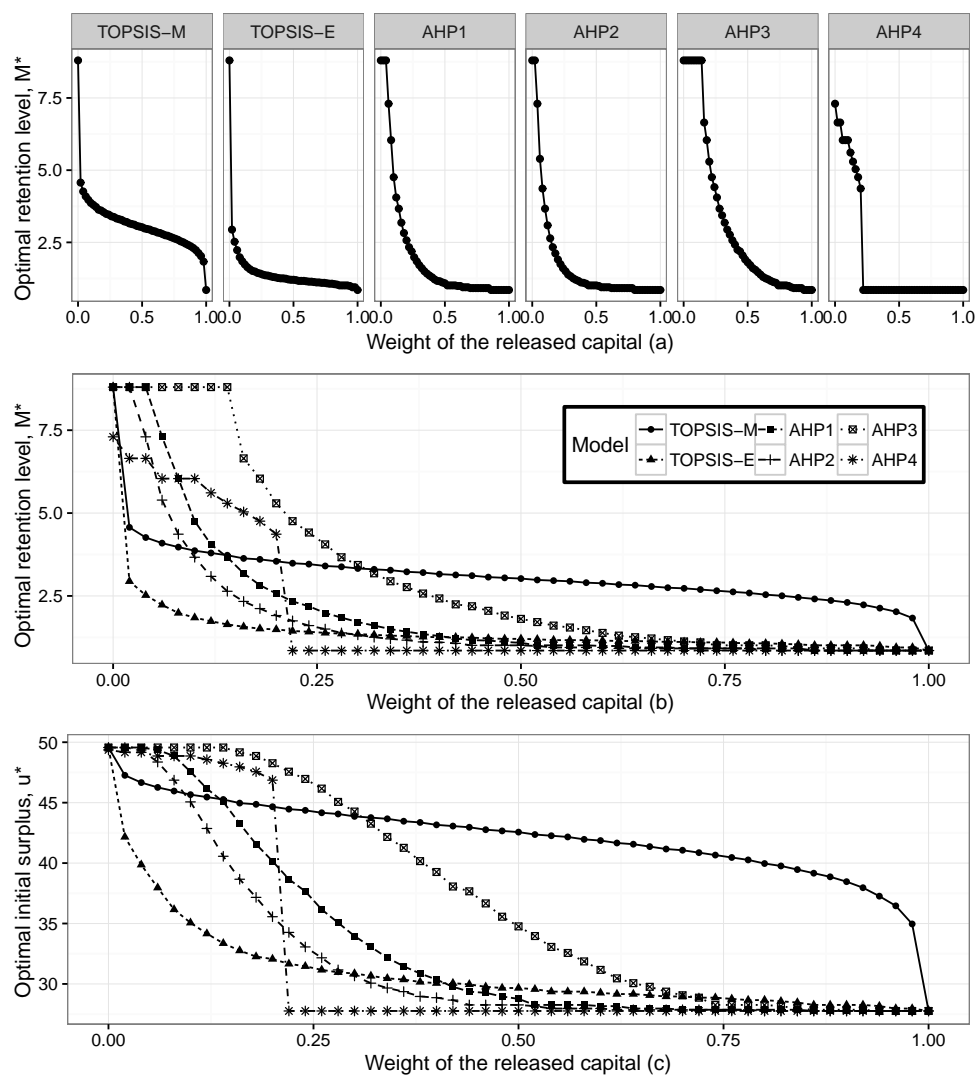 TOPSIS−M TOPSIS−E AHP1 AHP2 AHP3 AHP4
Optimal retention level, M*
7.5
5.0
2.5
0.0 0.5 1.0 0.0 0.5 1.0 0.0 0.5 1.0 0.0 0.5 1.0 0.0 0.5 1.0 0.0 0.5 1.0
Weight of the released capital (a)
Optimal retention level, M*
7.5
5.0
2.5
Model
TOPSIS−M AHP1 AHP3
TOPSIS−E AHP2 AHP4
0.00 0.25 0.50 0.75 1.00
Weight of the released capital (b)
Optimal initial surplus, u*
50
45
40
35
30
0.00 0.25 0.50 0.75 1.00
Weight of the released capital (c)